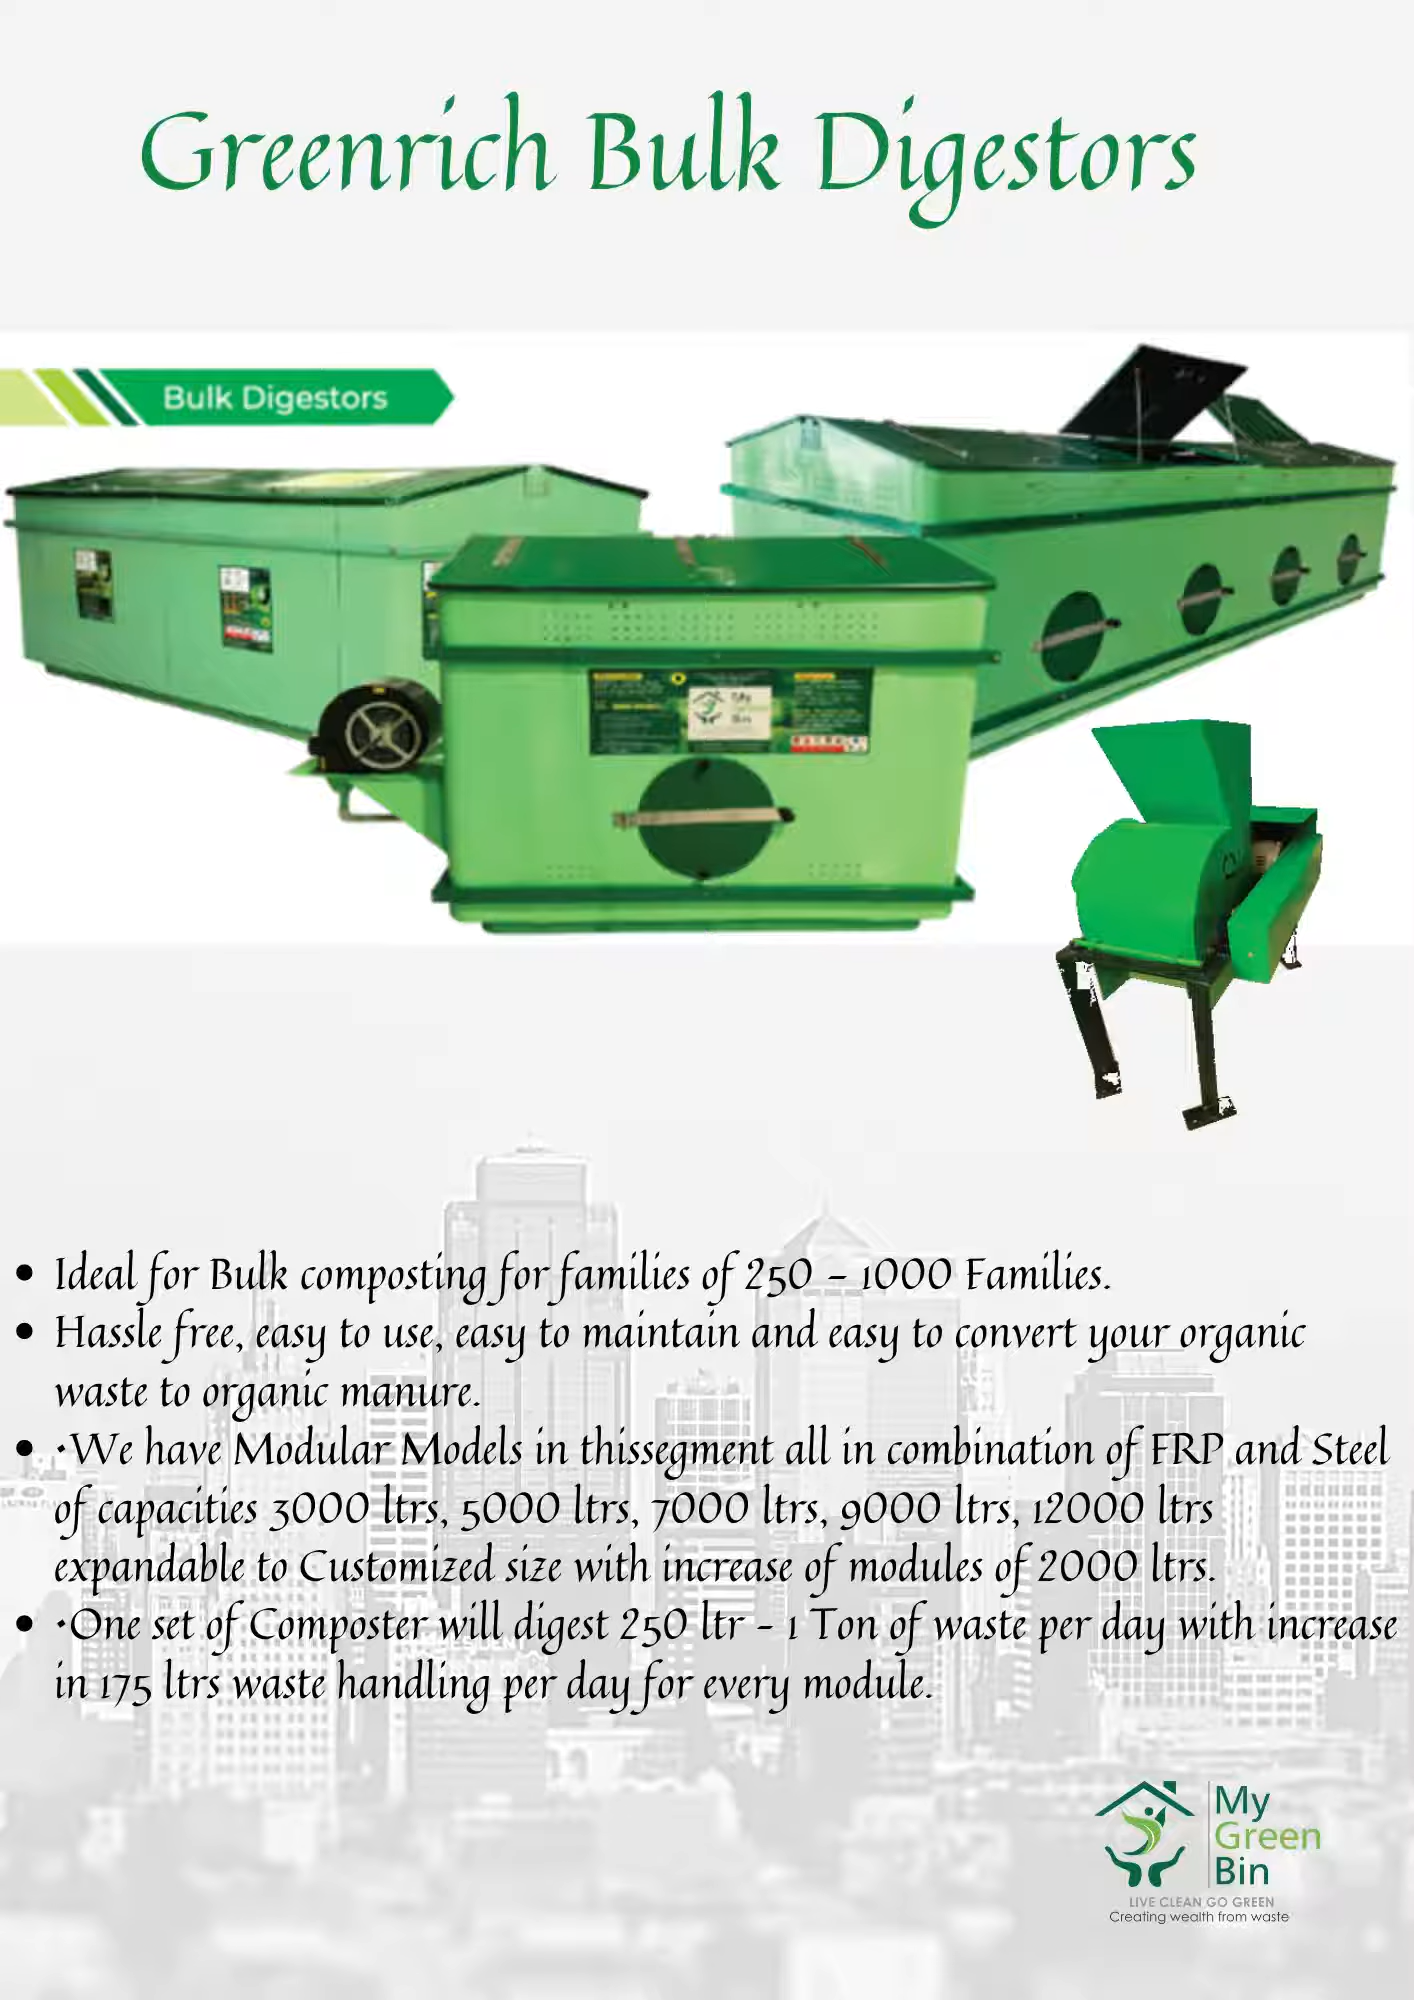 Greenrich Bulk Digestors
Bulk Digestors
My
Bin
• Ideal for Bulk composting for families of 250 – 1000 Families.
• Hassle free, easy to use, easy to maintain and easy to convert your organic
waste to organic manure.
• •We have Modular Models in thissegment all in combination of FRP and Steel
of capacities 3000 ltrs, 5000 ltrs, 7000 ltrs, 9000 ltrs, 12000 ltrs
expandable to Customized size with increase of modules of 2000 ltrs.
• •One set of Composter will digest 250 ltr - 1 Ton of waste per day with increase
in 175 ltrs waste handling per day for every module.
My
Green
Bin
LIVE CLEAN GO GREEN
Creating wealth from waste